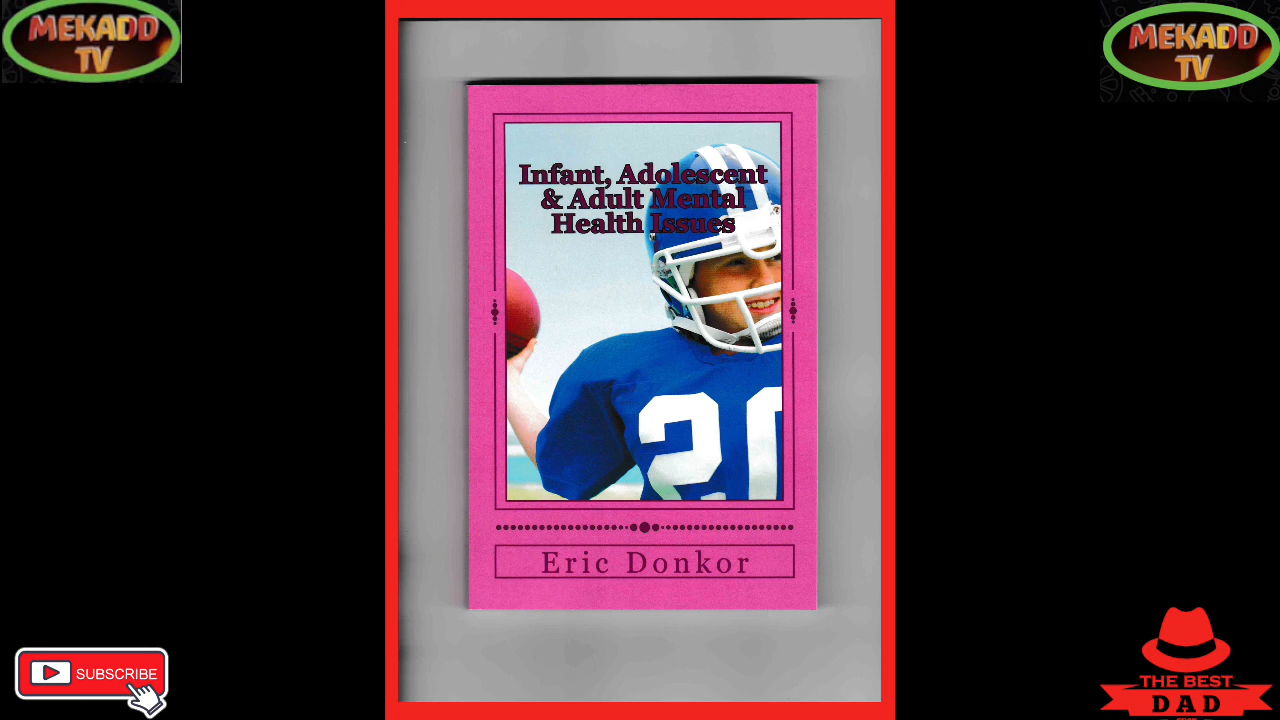 MEKADD
TV
MEKADD
TV
Infant, Adolescent
& Adult Mental
Health Issues
20
Eric Donkor
SUBSCRIBE
THE BEST
DAD